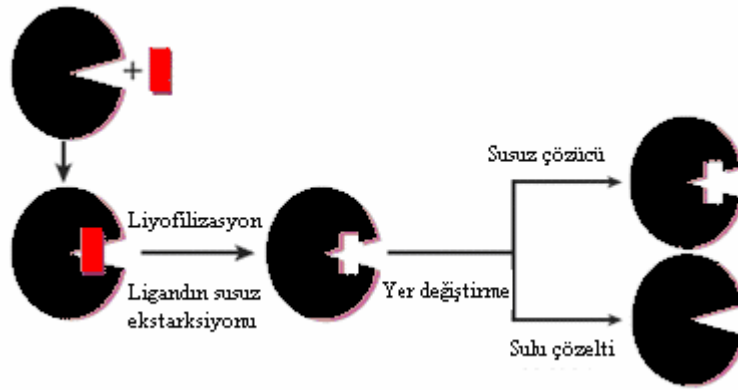 +
Susuz çözücü
Liyofilizasyon
Ligandın susuz
ekstarksiyonu
Yer değiştirme
Sulu çözelti